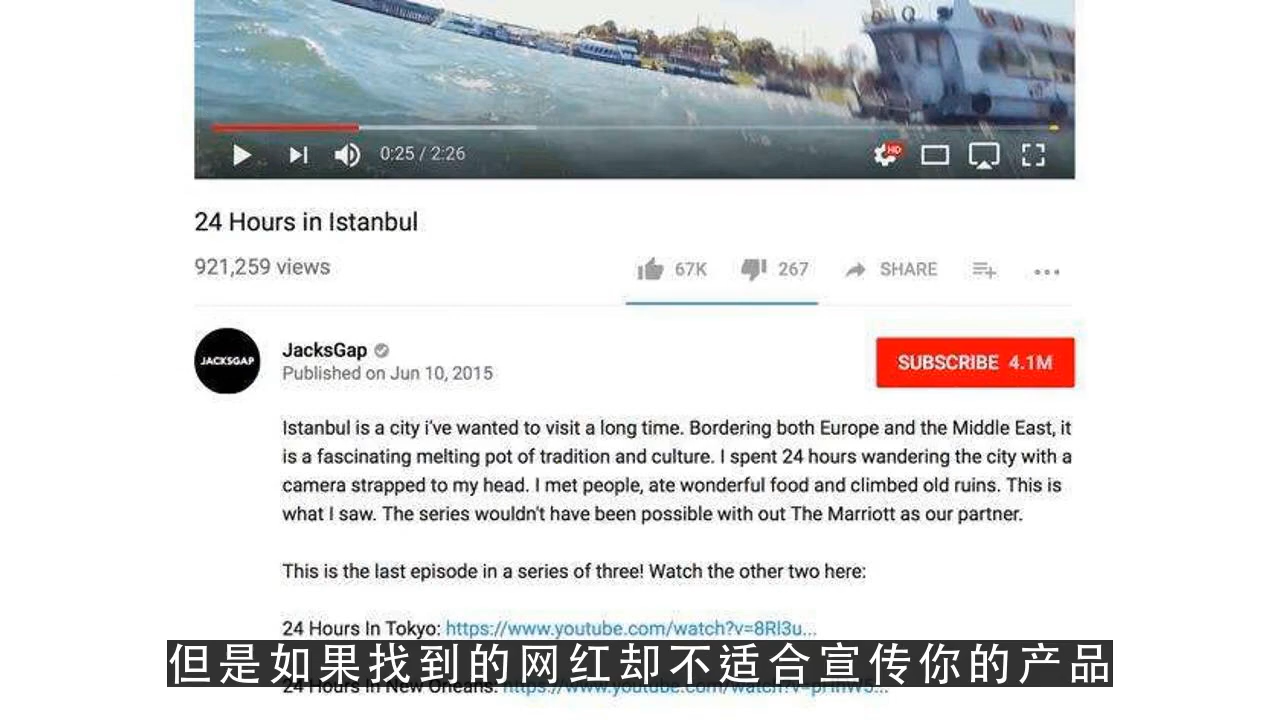 0:25 / 2:26
HD
24 Hours in Istanbul
921,259 views
67K 267 SHARE
JACKSGAP
JacksGap
SUBSCRIBE 4.1M
Published on Jun 10, 2015
Istanbul is a city i've wanted to visit a long time. Bordering both Europe and the Middle East, it
is a fascinating melting pot of tradition and culture. I spent 24 hours wandering the city with a
camera strapped to my head. I met people, ate wonderful food and climbed old ruins. This is
what I saw. The series wouldn't have been possible with out The Marriott as our partner.
This is the last episode in a series of three! Watch the other two here:
24 Hours In Tokyo: https://www.youtube.com/watch?v=8Rl3u...
但是如果找到的网红却不适合宣传你的产品
24 Hours In New Orleans: